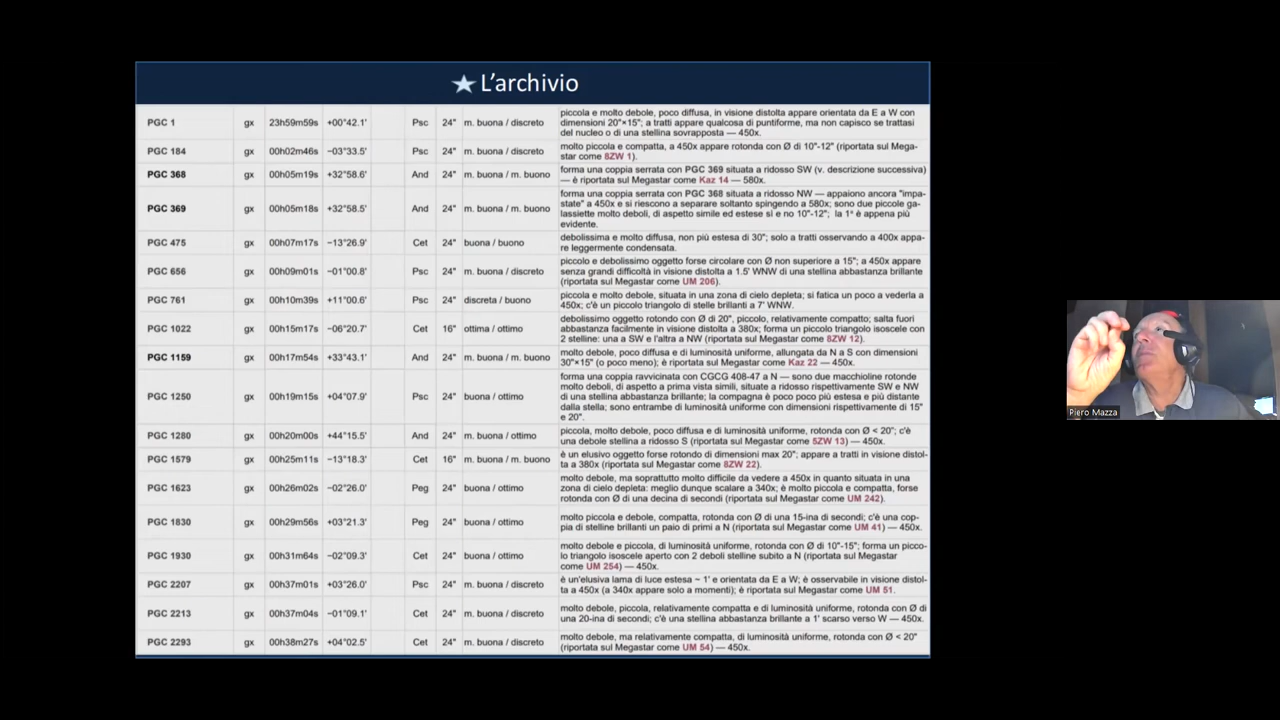 ★ L'archivio
PGC 1 gx 23h59m59s +00°42.1' Psc 24" m. buona / discreto piccola e molto debole, poco diffusa, in visione distolta appare orientata da E a W con
dimensioni 20"×15"; a tratti appare qualcosa di puntiforme, ma non capisco se trattasi
del nucleo o di una stellina sovrapposta — 450x.
PGC 184 gx 00h02m46s −03°33.5' Psc 24" m. buona / discreto molto piccola e compatta, a 450x appare rotonda con Ø di 10"-12" (riportata sul Mega-
star come 8ZW 1).
PGC 368 gx 00h05m19s +32°58.6' And 24" m. buona / m. buono forma una coppia serrata con PGC 369 situata a ridosso SW (v. descrizione successiva)
— è riportata sul Megastar come Kaz 14 — 580x.
PGC 369 gx 00h05m18s +32°58.5' And 24" m. buona / m. buono forma una coppia serrata con PGC 368 situata a ridosso NW — appaiono ancora "impa-
state" a 450x e si riescono a separare soltanto spingendo a 580x; sono due piccole ga-
lassiette molto deboli, di aspetto simile ed estese sì e no 10"-12"; la 1ª è appena più
evidente.
PGC 475 gx 00h07m17s −13°26.9' Cet 24" buona / buono debolissima e molto diffusa, non più estesa di 30"; solo a tratti osservando a 400x appa-
re leggermente condensata.
PGC 656 gx 00h09m01s −01°00.8' Psc 24" m. buona / discreto piccolo e debolissimo oggetto forse circolare con Ø non superiore a 15"; a 450x appare
senza grandi difficoltà in visione distolta a 1.5' WNW di una stellina abbastanza brillante
(riportata sul Megastar come UM 206).
PGC 761 gx 00h10m39s +11°00.6' Psc 24" discreta / buono piccola e molto debole, situata in una zona di cielo depleta; si fatica un poco a vederla a
450x; c'è un piccolo triangolo di stelle brillanti a 7' WNW.
PGC 1022 gx 00h15m17s −06°20.7' Cet 16" ottima / ottimo debolissimo oggetto rotondo con Ø di 20", piccolo, relativamente compatto; salta fuori
abbastanza facilmente in visione distolta a 380x; forma un piccolo triangolo isoscele con
2 stelline: una a SW e l'altra a NW (riportata sul Megastar come 8ZW 12).
PGC 1159 gx 00h17m54s +33°43.1' And 24" m. buona / m. buono molto debole, poco diffusa e di luminosità uniforme, allungata da N a S con dimensioni
30"×15" (o poco meno); è riportata sul Megastar come Kaz 22 — 450x.
PGC 1250 gx 00h19m15s +04°07.9' Psc 24" buona / ottimo forma una coppia ravvicinata con CGCG 408-47 a N — sono due macchioline rotonde
molto deboli, di aspetto a prima vista simili, situate a ridosso rispettivamente SW e NW
di una stellina abbastanza brillante; la compagna è poco poco più estesa e più distante
dalla stella; sono entrambe di luminosità uniforme con dimensioni rispettivamente di 15"
e 20".
PGC 1280 gx 00h20m00s +44°15.5' And 24" m. buona / ottimo piccola, molto debole, poco diffusa e di luminosità uniforme, rotonda con Ø < 20"; c'è
una debole stellina a ridosso S (riportata sul Megastar come 5ZW 13) — 450x.
PGC 1579 gx 00h25m11s −13°18.3' Cet 16" m. buona / m. buono è un elusivo oggetto forse rotondo di dimensioni max 20"; appare a tratti in visione distol-
ta a 380x (riportata sul Megastar come 8ZW 22).
PGC 1623 gx 00h26m02s −02°26.0' Peg 24" buona / ottimo molto debole, ma soprattutto molto difficile da vedere a 450x in quanto situata in una
zona di cielo depleta: meglio dunque scalare a 340x; è molto piccola e compatta, forse
rotonda con Ø di una decina di secondi (riportata sul Megastar come UM 242).
PGC 1830 gx 00h29m56s +03°21.3' Peg 24" buona / ottimo molto piccola e debole, compatta, rotonda con Ø di una 15-ina di secondi; c'è una cop-
pia di stelline brillanti un paio di primi a N (riportata sul Megastar come UM 41) — 450x.
PGC 1930 gx 00h31m64s −02°09.3' Cet 24" buona / ottimo molto debole e piccola, di luminosità uniforme, rotonda con Ø di 10"-15"; forma un picco-
lo triangolo isoscele aperto con 2 deboli stelline subito a N (riportata sul Megastar
come UM 254) — 450x.
PGC 2207 gx 00h37m01s +03°26.0' Psc 24" m. buona / discreto è un'elusiva lama di luce estesa ~ 1' e orientata da E a W; è osservabile in visione distol-
ta a 450x (a 340x appare solo a momenti); è riportata sul Megastar come UM 51.
PGC 2213 gx 00h37m04s −01°09.1' Cet 24" m. buona / discreto molto debole, piccola, relativamente compatta e di luminosità uniforme, rotonda con Ø di
una 20-ina di secondi; c'è una stellina abbastanza brillante a 1' scarso verso W — 450x.
PGC 2293 gx 00h38m27s +04°02.5' Cet 24" m. buona / discreto molto debole, ma relativamente compatta, di luminosità uniforme, rotonda con Ø < 20"
(riportata sul Megastar come UM 54) — 450x.
Piero Mazza